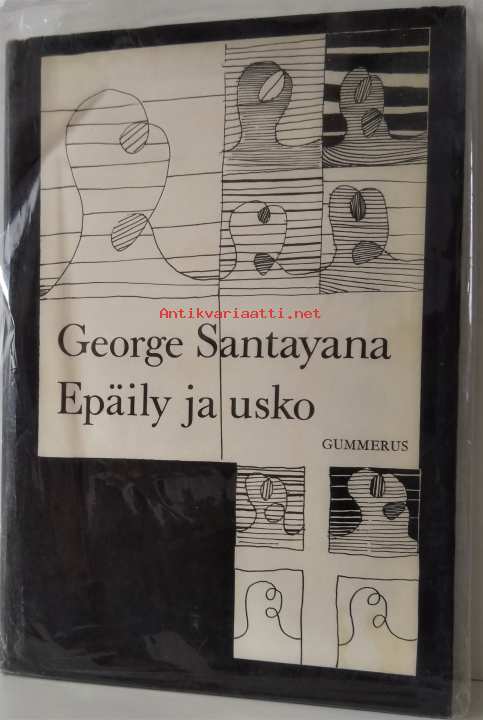 Antikvariaatti.net
George Santayana
Epäily ja usko
GUMMERUS